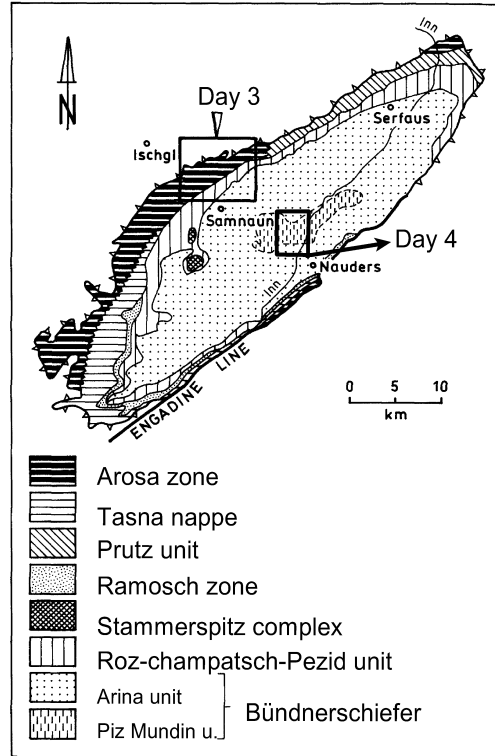 Inn
Day 3
Serfaus
Ischgl
N
Samnaun
Day 4
Nauders
Inn
ENGADINE LINE
0 5 10
km
Arosa zone
Tasna nappe
Prutz unit
Ramosch zone
Stammerspitz complex
Roz-champatsch-Pezid unit
Arina unit
Bündnerschiefer
Piz Mundin u.